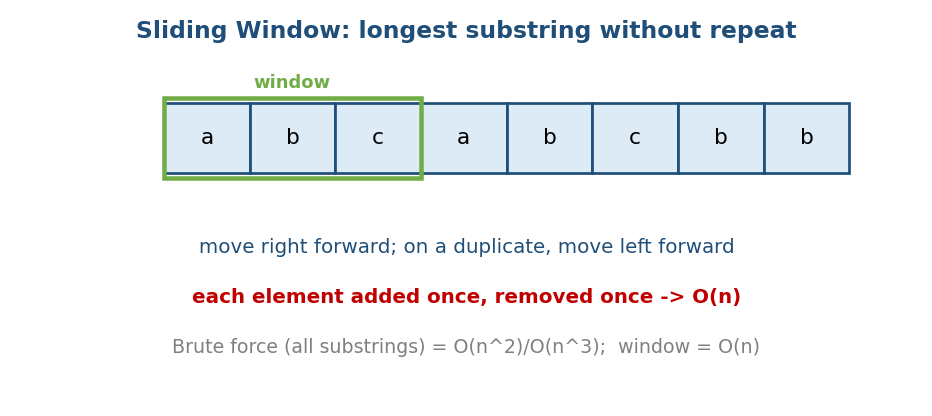 Sliding Window: longest substring without repeat
window
a b c a b c b b
move right forward; on a duplicate, move left forward
each element added once, removed once -> O(n)
Brute force (all substrings) = O(n^2)/O(n^3);  window = O(n)